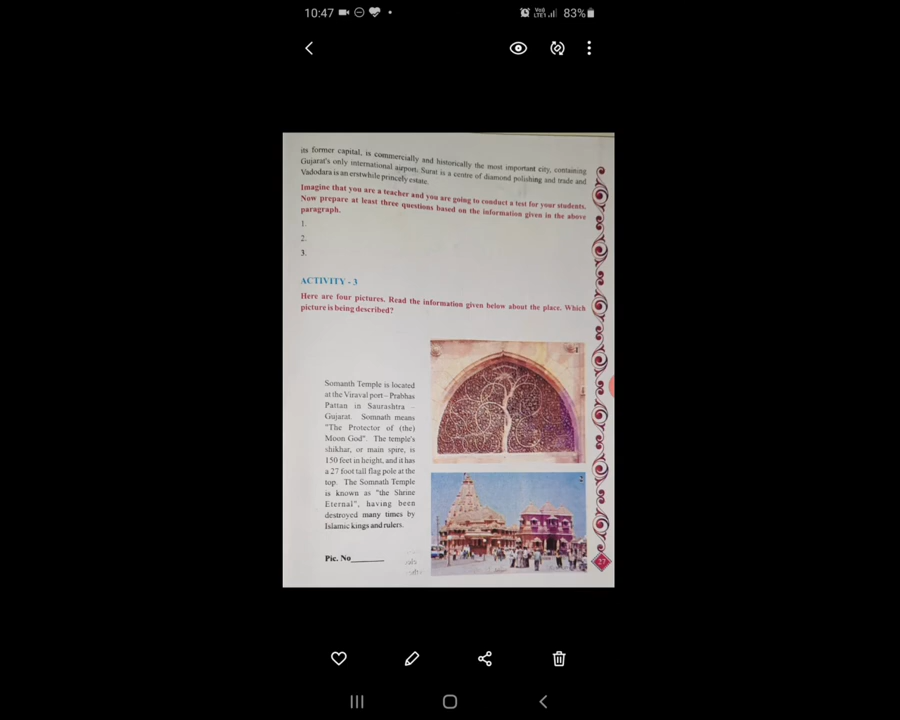 10:47
Vo))
LTE1
83%
its former capital, is commercially and historically the most important city, containing
Gujarat's only international airport. Surat is a centre of diamond polishing and trade and
Vadodara is an erstwhile princely estate.
Imagine that you are a teacher and you are going to conduct a test for your students.
Now prepare at least three questions based on the information given in the above
paragraph.
1.
2.
3.
ACTIVITY - 3
Here are four pictures. Read the information given below about the place. Which
picture is being described?
1
Somanth Temple is located
at the Viraval port – Prabhas
Pattan in Saurashtra –
Gujarat. Somnath means
"The Protector of (the)
Moon God". The temple's
shikhar, or main spire, is
150 feet in height, and it has
a 27 foot tall flag pole at the
top. The Somnath Temple
is known as "the Shrine
Eternal", having been
destroyed many times by
Islamic kings and rulers.
2
Pic. No______
27